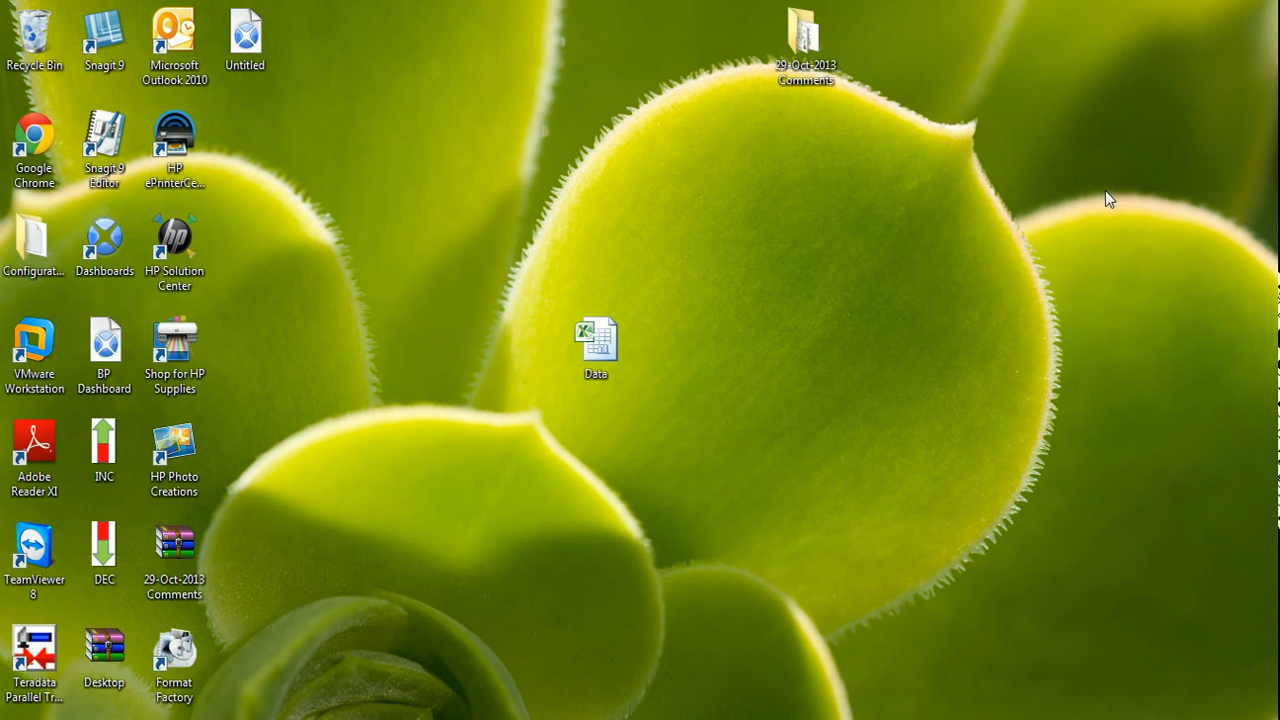 Recycle Bin
Snagit 9
Microsoft
Outlook 2010
Untitled
29-Oct-2013
Comments
Google
Chrome
Snagit 9
Editor
HP
ePrinterCe...
Configurat...
Dashboards
HP Solution
Center
Data
VMware
Workstation
BP
Dashboard
Shop for HP
Supplies
Adobe
Reader XI
INC
HP Photo
Creations
TeamViewer
8
DEC
29-Oct-2013
Comments
Teradata
Parallel Tr...
Desktop
Format
Factory